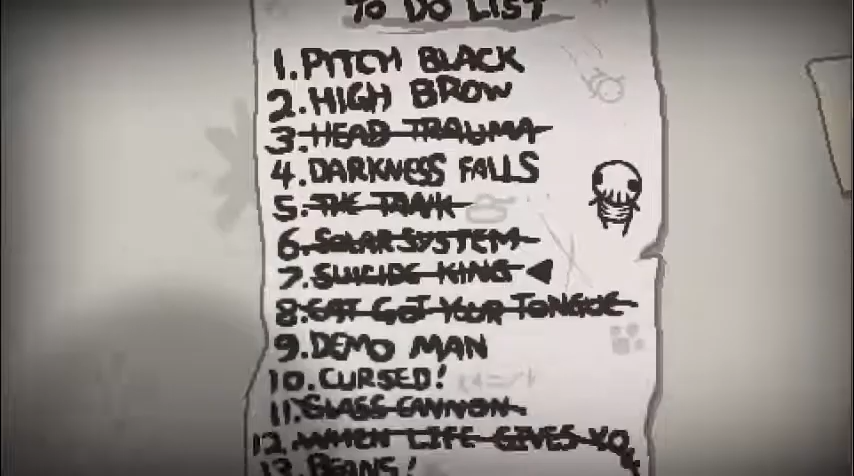 TO DO LIST
1. PITCH BLACK
2. HIGH BROW
3. HEAD TRAUMA
4. DARKNESS FALLS
5. THE TANK
6. SOLAR SYSTEM
7. SUICIDE KING
8. CAT GOT YOUR TONGUE
9. DEMO MAN
10. CURSED!
11. GLASS CANNON
12. WHEN LIFE GIVES YO
13. BEANS!